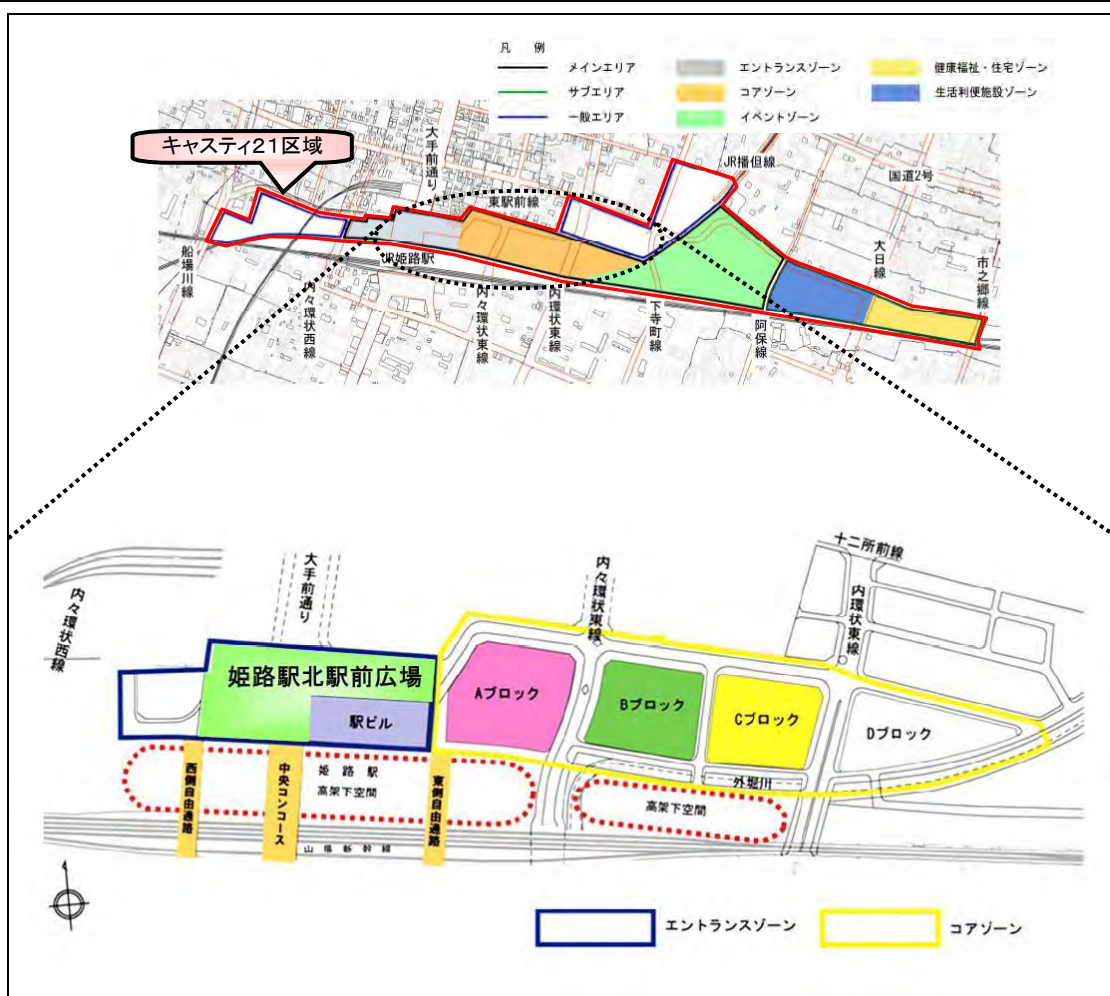 凡 例
メインエリア
サブエリア
一般エリア
エントランスゾーン
コアゾーン
イベントゾーン
健康福祉・住宅ゾーン
生活利便施設ゾーン
キャスティ21区域
大手前通り
東駅前線
JR播但線
国道2号
船場川線
JR姫路駅
内々環状西線
内々環状東線
内環状東線
下寺町線
阿保線
大日線
市之郷線
内々環状西線
大手前通り
内々環状東線
十二所前線
内環状東線
姫路駅北駅前広場
駅ビル
Aブロック
Bブロック
Cブロック
Dブロック
外堀川
西側自由通路
中央コンコース
東側自由通路
姫路駅
高架下空間
高架下空間
山陽新幹線
エントランスゾーン
コアゾーン